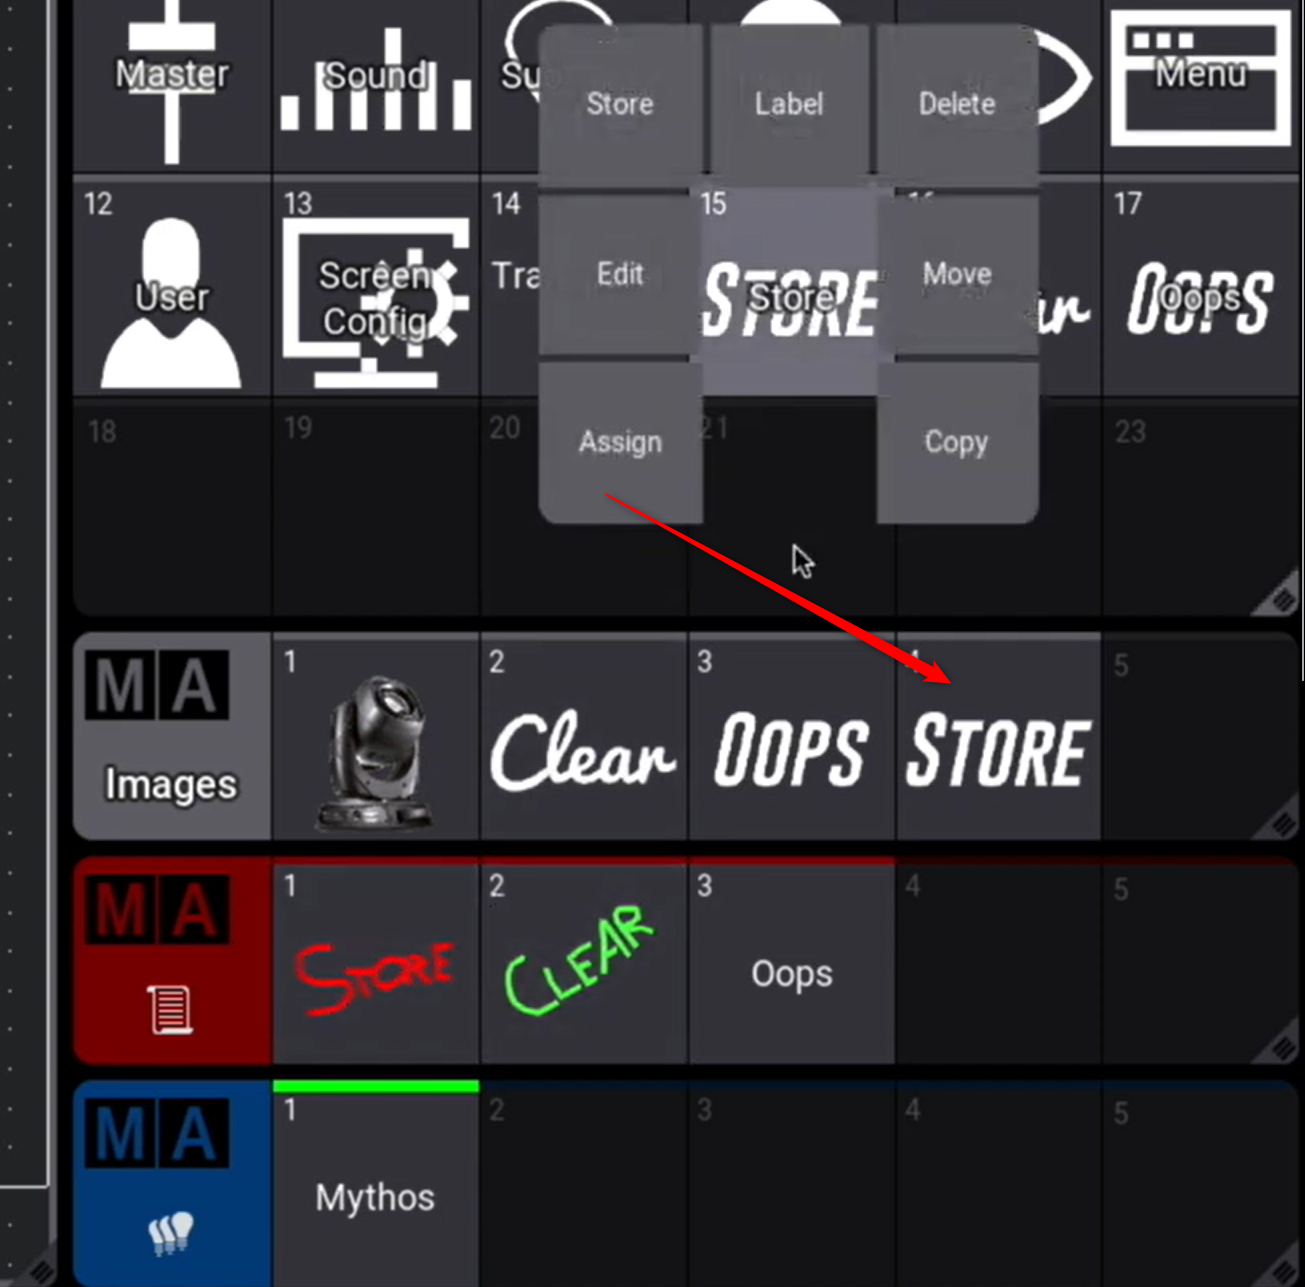 Master
Sound
Su
Store
Label
Delete
Menu
12
User
13
Screen
Config
14
Tra
Edit
15
STORE
Store
16
Move
ar
17
OOPS
Oops
18
19
20
Assign
21
Copy
23
MA
Images
1
2
Clear
3
OOPS
4
STORE
5
MA
1
STORE
2
CLEAR
3
Oops
4
5
MA
1
Mythos
2
3
4
5